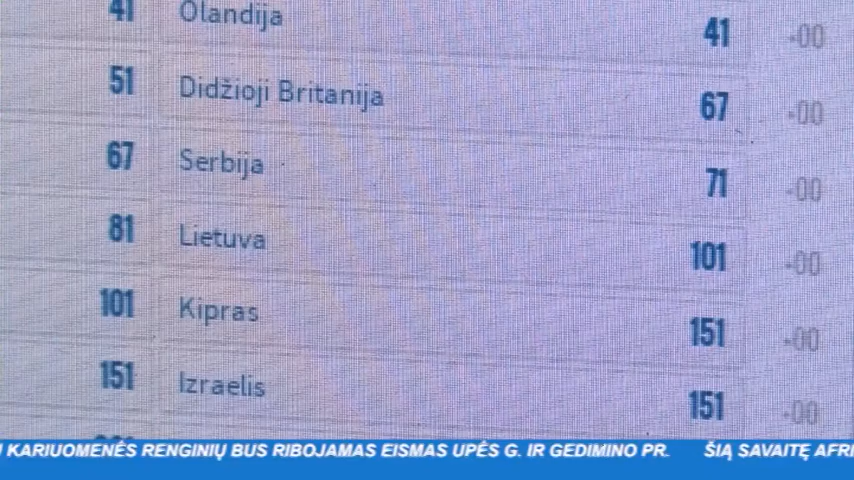 41 Olandija 41 -00
51 Didžioji Britanija 67 -00
67 Serbija 71 -00
81 Lietuva 101 -00
101 Kipras 151 -00
151 Izraelis 151 -00
KARIUOMENĖS RENGINIŲ BUS RIBOJAMAS EISMAS UPĖS G. IR GEDIMINO PR. ŠIĄ SAVAITĘ AFRI